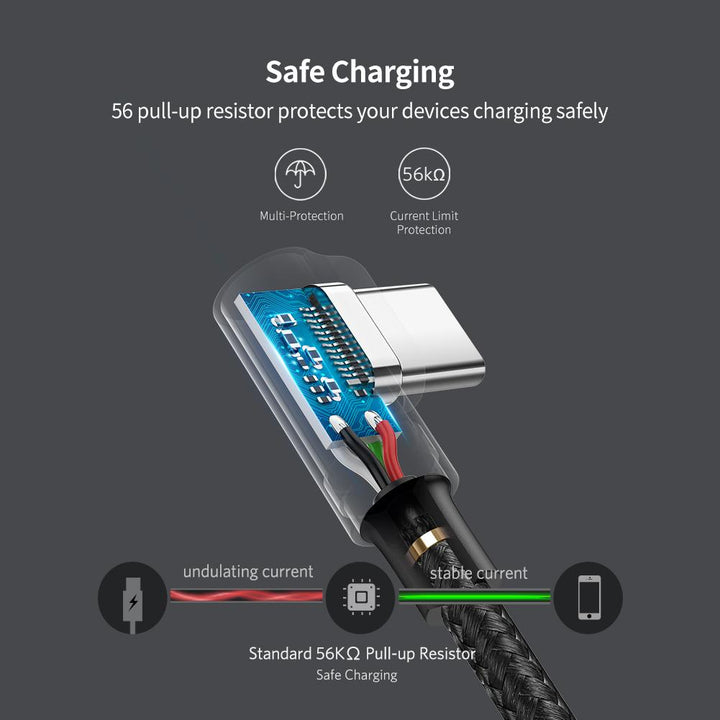 Safe Charging
56 pull-up resistor protects your devices charging safely
56kΩ
Multi-Protection
Current Limit
Protection
undulating current
stable current
Standard 56KΩ Pull-up Resistor
Safe Charging